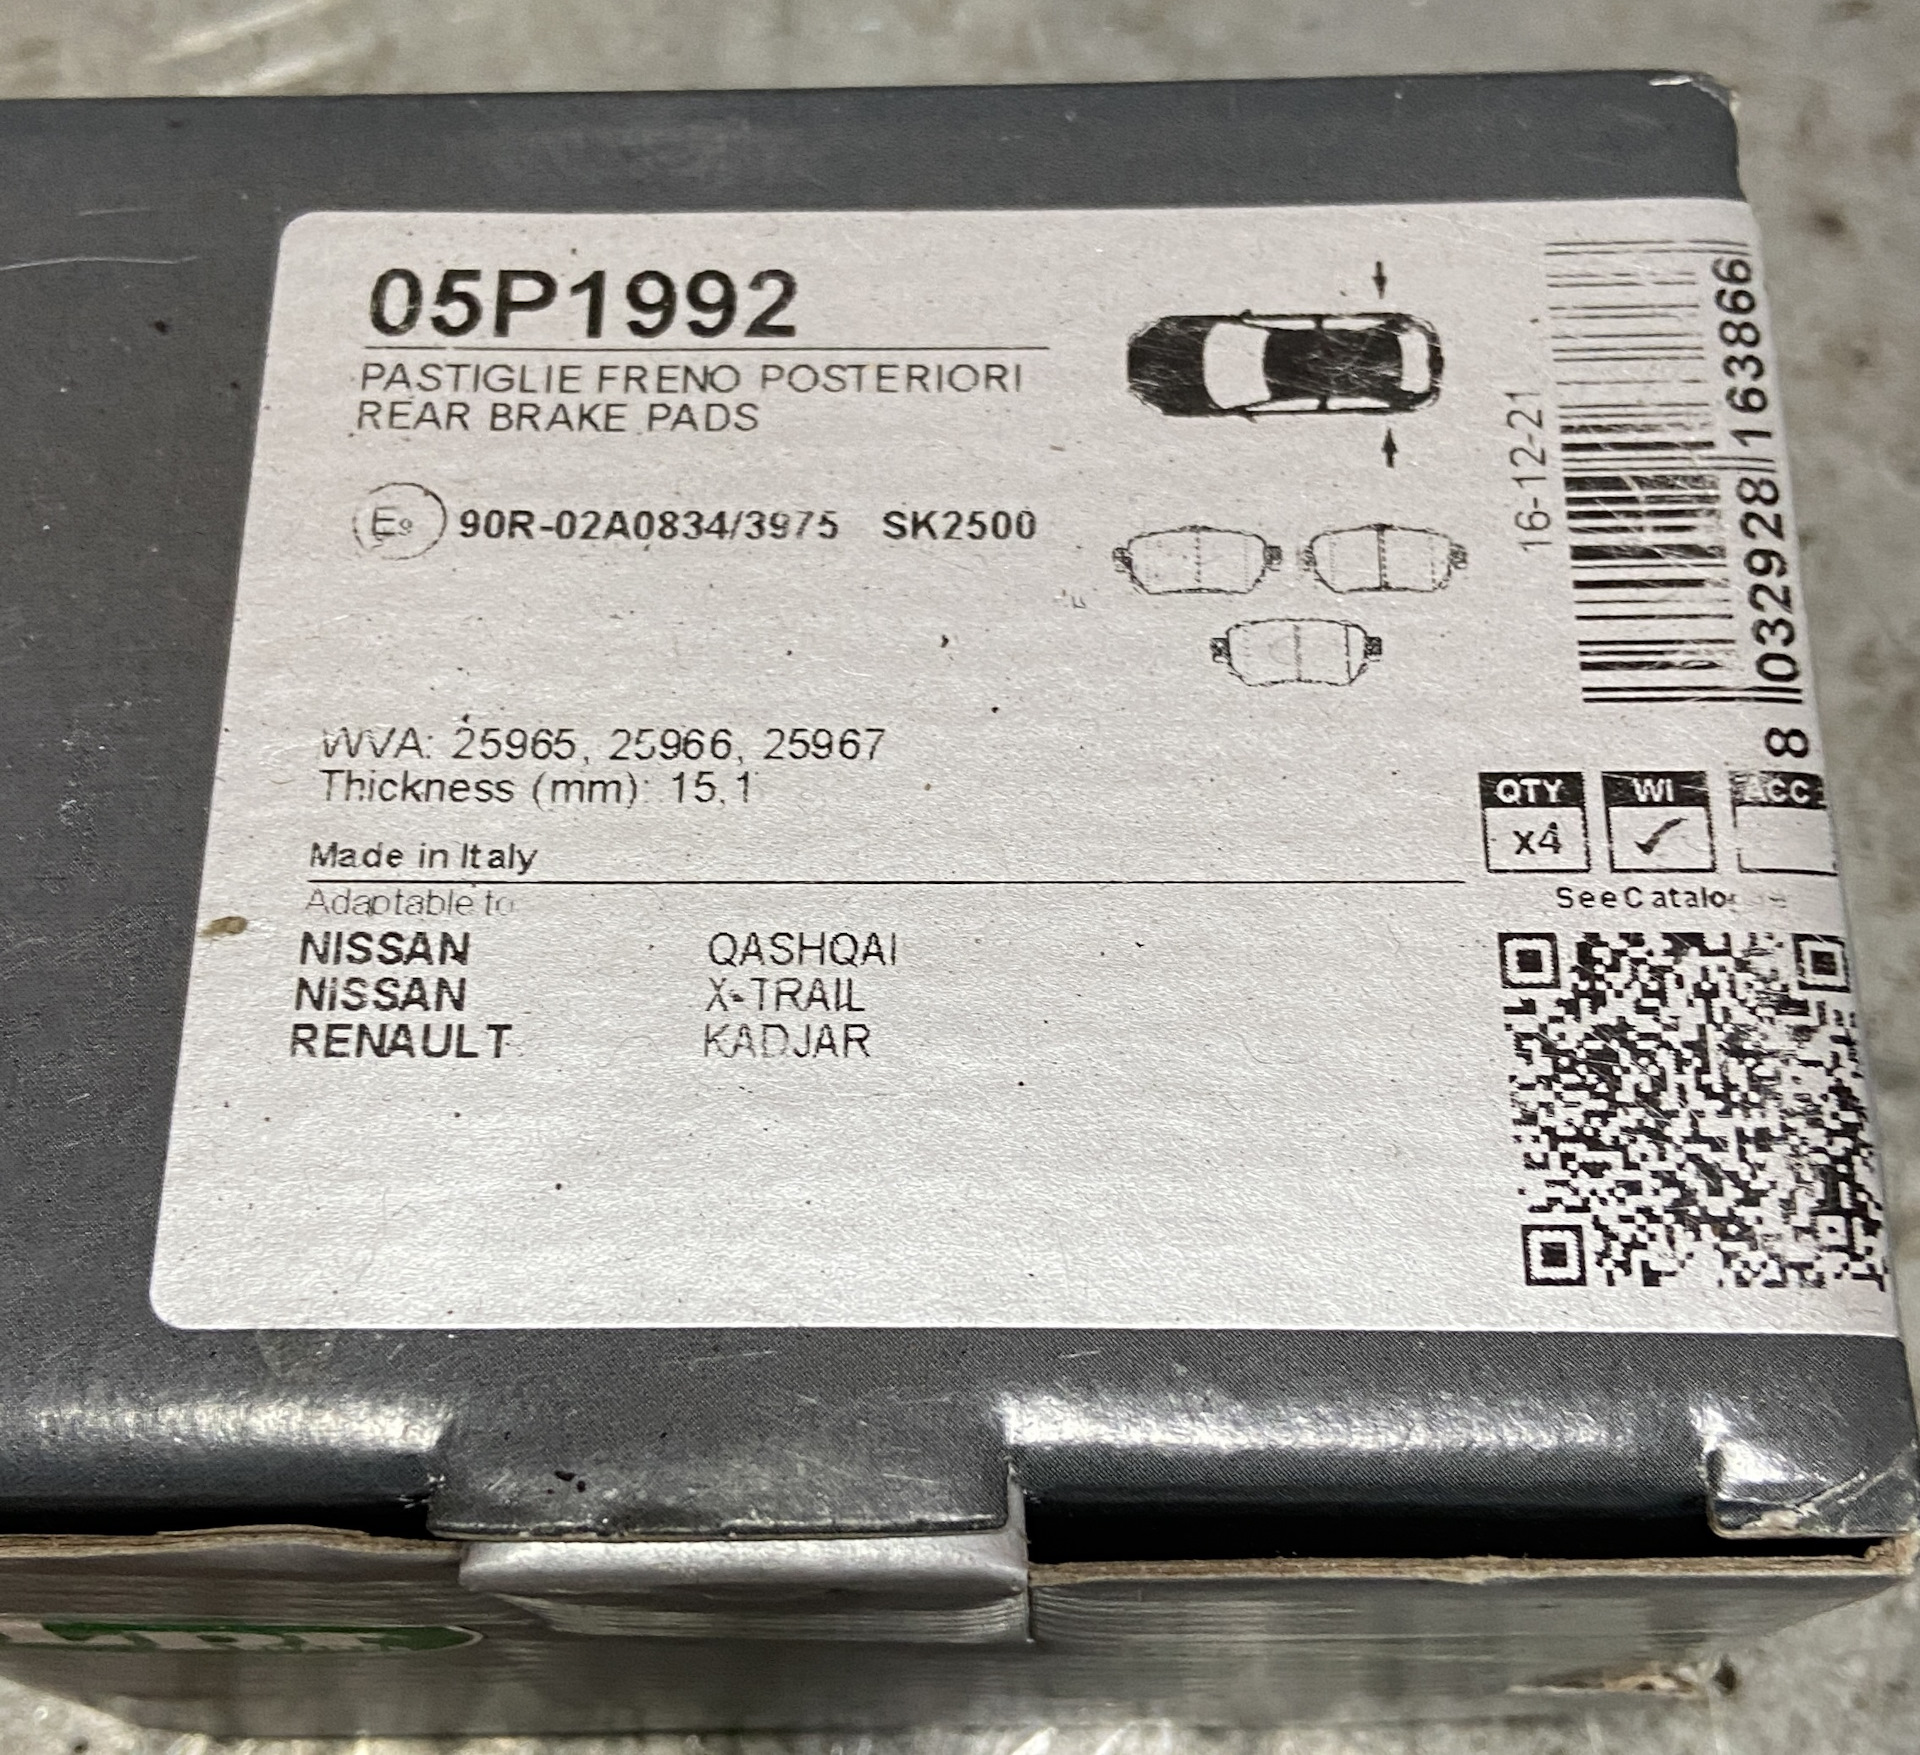 05P1992
PASTIGLIE FRENO POSTERIORI
REAR BRAKE PADS
E9 90R-02A0834/3975 SK2500
WVA: 25965, 25966, 25967
Thickness (mm): 15,1
Made in Italy
Adaptable to
NISSAN QASHQAI
NISSAN X-TRAIL
RENAULT KADJAR
16-12-21
8 032928 163866
QTY WI ACC
x4
See